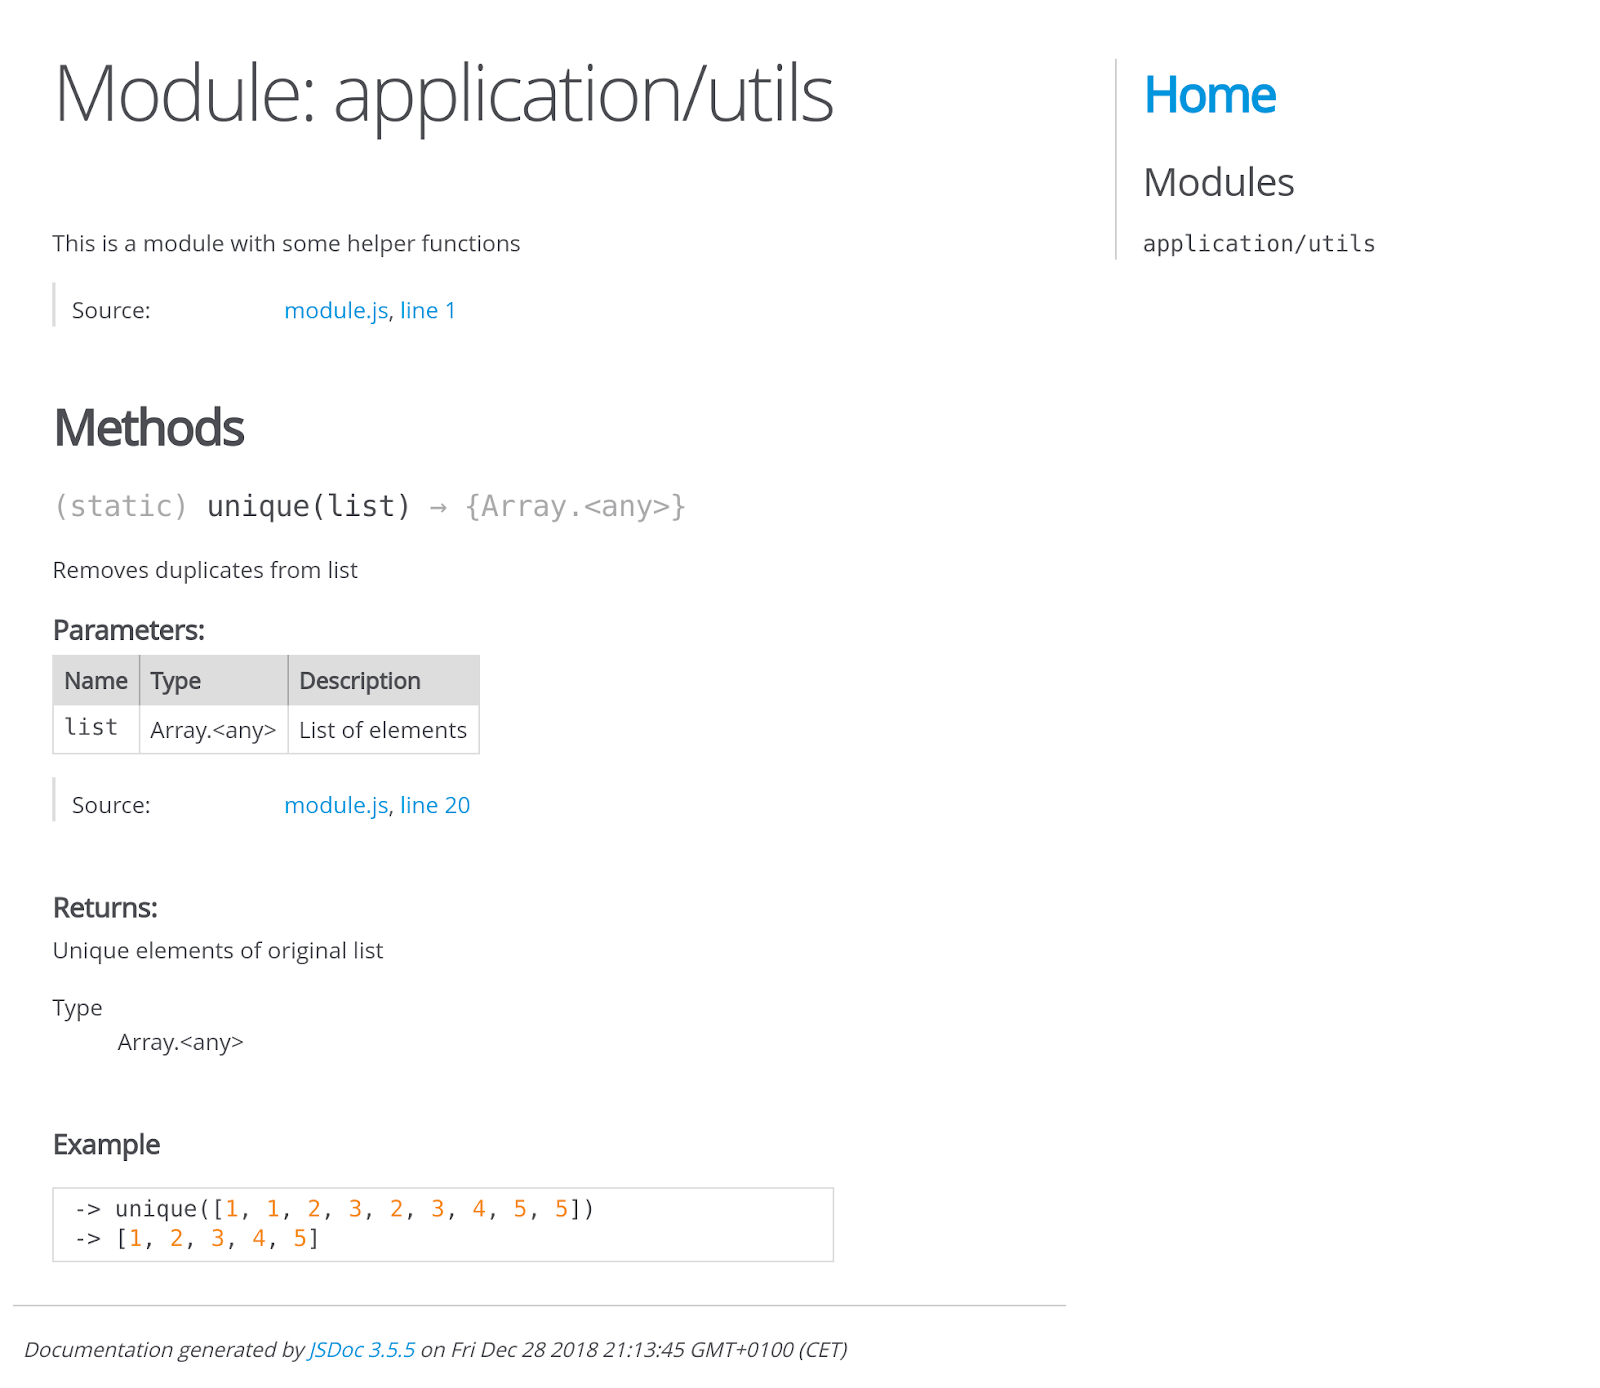 Module: application/utils
This is a module with some helper functions
Source: module.js, line 1
Methods
(static) unique(list) → {Array.<any>}
Removes duplicates from list
Parameters:
Name Type Description
list Array.<any> List of elements
Source: module.js, line 20
Returns:
Unique elements of original list
Type
Array.<any>
Example
-> unique([1, 1, 2, 3, 2, 3, 4, 5, 5])
-> [1, 2, 3, 4, 5]
Documentation generated by JSDoc 3.5.5 on Fri Dec 28 2018 21:13:45 GMT+0100 (CET)
Home
Modules
application/utils